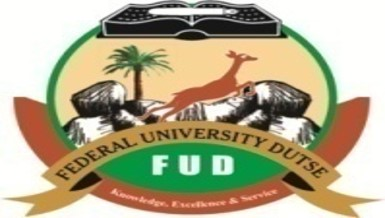 FEDERAL UNIVERSITY DUTSE
FUD
Knowledge, Excellence & Service